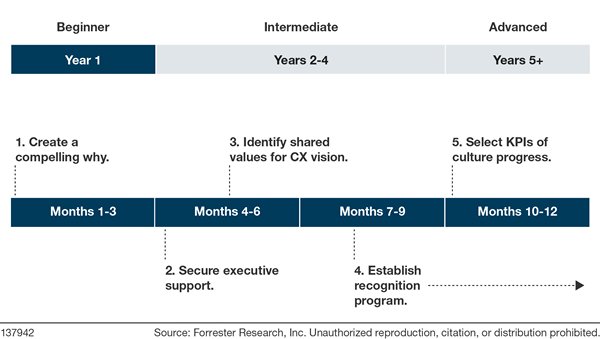 Beginner
Intermediate
Advanced
Year 1
Years 2-4
Years 5+
1. Create a
compelling why.
3. Identify shared
values for CX vision.
5. Select KPIs of
culture progress.
Months 1-3
Months 4-6
Months 7-9
Months 10-12
2. Secure executive
support.
4. Establish
recognition
program.
137942
Source: Forrester Research, Inc. Unauthorized reproduction, citation, or distribution prohibited.